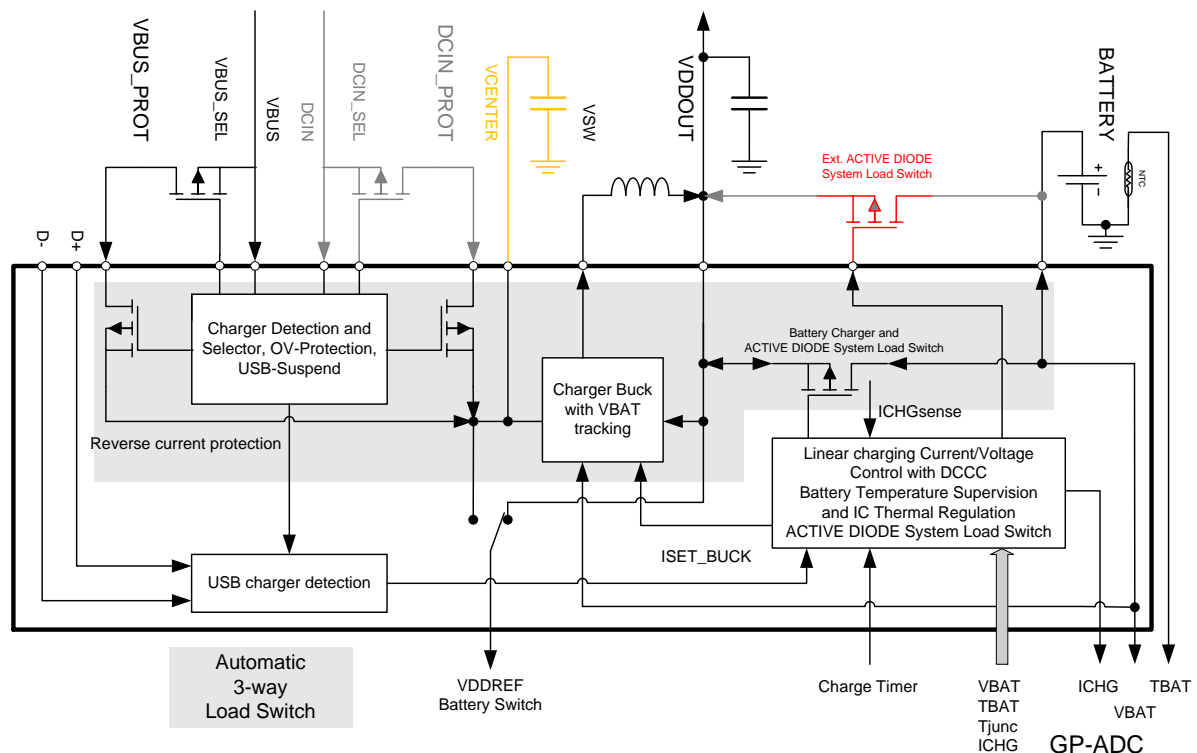 VBUS_PROT
VBUS_SEL
VBUS
DCIN
DCIN_SEL
DCIN_PROT
VCENTER
VSW
VDDOUT
BATTERY
NTC
+
−
Ext. ACTIVE DIODE
System Load Switch
D-
D+
Charger Detection and
Selector, OV-Protection,
USB-Suspend
Battery Charger and
ACTIVE DIODE System Load Switch
Charger Buck
with VBAT
tracking
ICHGsense
Reverse current protection
Linear charging Current/Voltage
Control with DCCC
Battery Temperature Supervision
and IC Thermal Regulation
ACTIVE DIODE System Load Switch
ISET_BUCK
USB charger detection
Automatic
3-way
Load Switch
VDDREF
Battery Switch
Charge Timer
VBAT
TBAT
Tjunc
ICHG
ICHG
VBAT
TBAT
GP-ADC